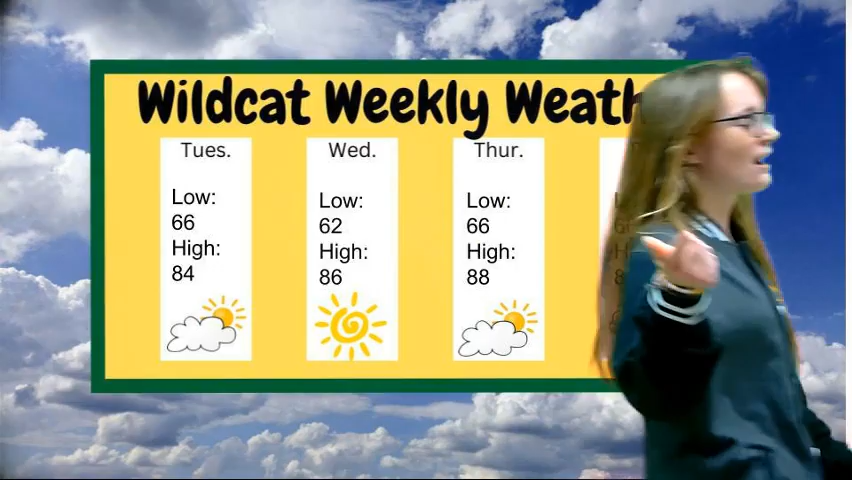 Wildcat Weekly Weath
Tues.
Low:
66
High:
84
Wed.
Low:
62
High:
86
Thur.
Low:
66
High:
88